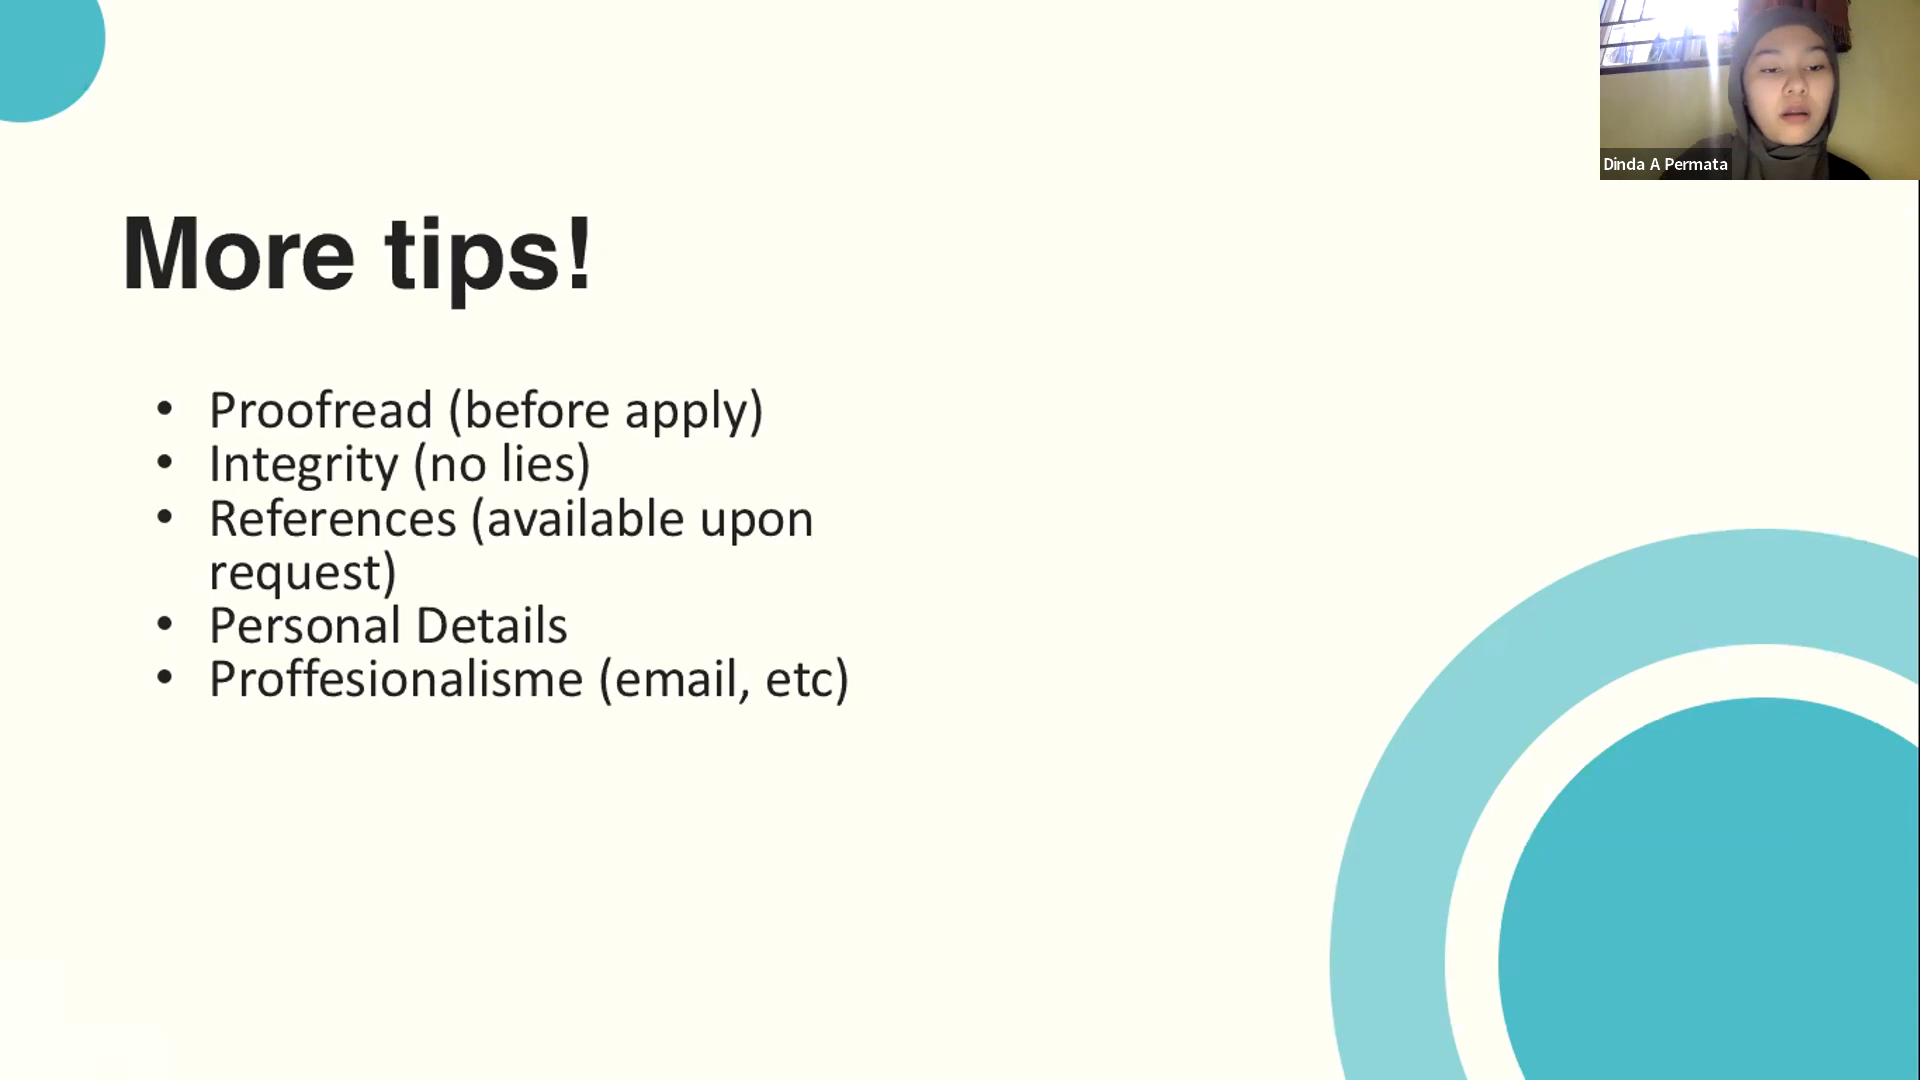 Dinda A Permata
More tips!
• Proofread (before apply)
• Integrity (no lies)
• References (available upon
request)
• Personal Details
• Proffesionalisme (email, etc)